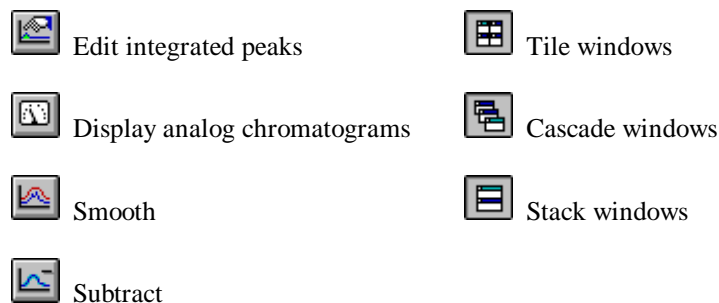 Edit integrated peaks
Display analog chromatograms
Smooth
Subtract
Tile windows
Cascade windows
Stack windows